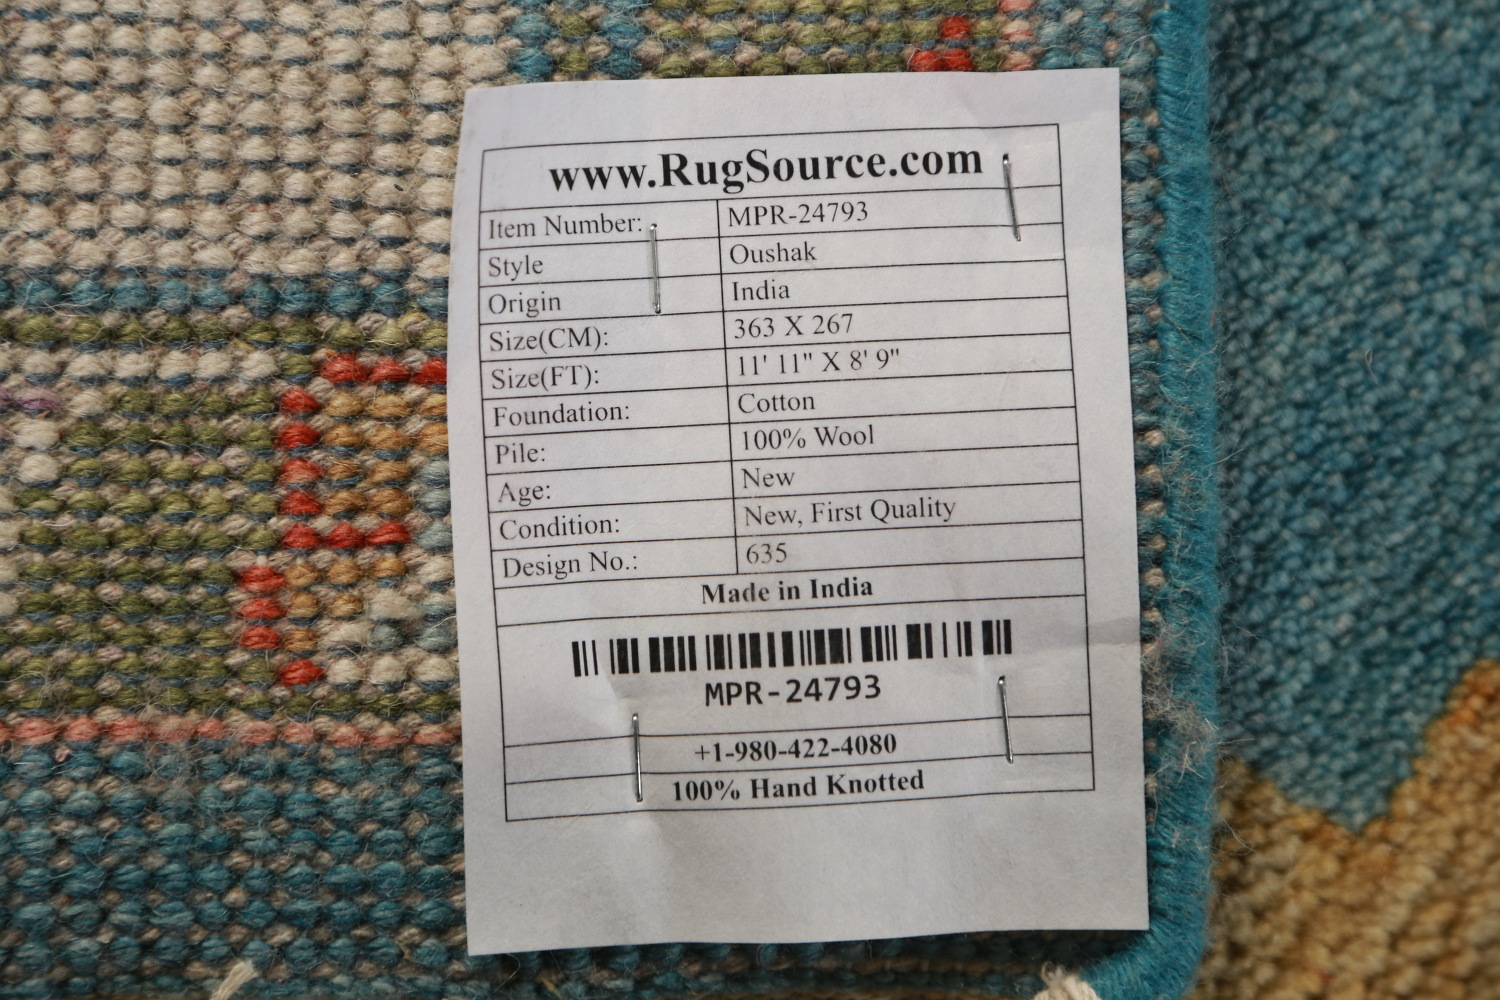 www.RugSource.com
Item Number: MPR-24793
Style Oushak
Origin India
Size(CM): 363 X 267
Size(FT): 11' 11" X 8' 9"
Foundation: Cotton
Pile: 100% Wool
Age: New
Condition: New, First Quality
Design No.: 635
Made in India
MPR-24793
+1-980-422-4080
100% Hand Knotted